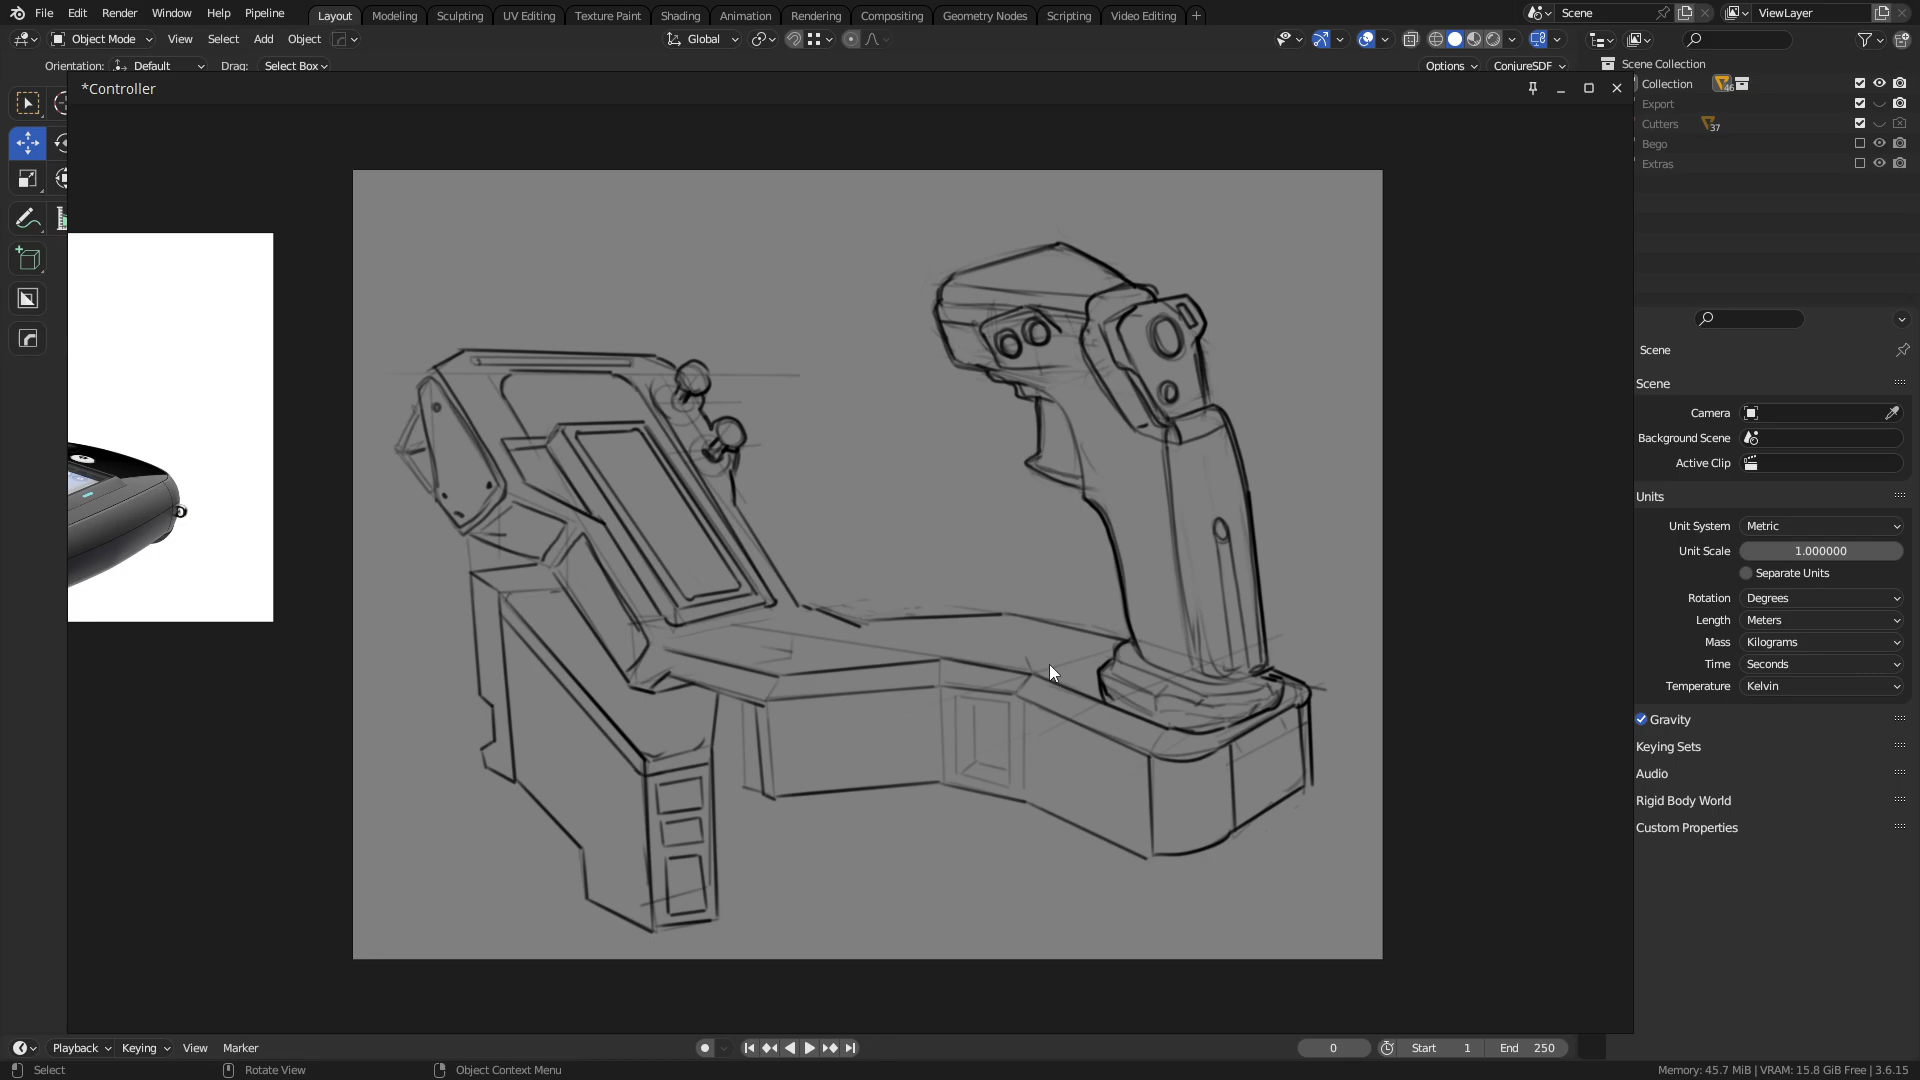 File Edit Render Window Help Pipeline Layout Modeling Sculpting UV Editing Texture Paint Shading Animation Rendering Compositing Geometry Nodes Scripting Video Editing + Scene ViewLayer
Object Mode View Select Add Object Global
Orientation: Default Drag: Select Box Options ConjureSDF Scene Collection
*Controller
Collection 46
Export
Cutters 37
Bego
Extras
Scene
Scene
Camera
Background Scene
Active Clip
Units
Unit System Metric
Unit Scale 1.000000
Separate Units
Rotation Degrees
Length Meters
Mass Kilograms
Time Seconds
Temperature Kelvin
Gravity
Keying Sets
Audio
Rigid Body World
Custom Properties
Playback Keying View Marker 0 Start 1 End 250
Select Rotate View Object Context Menu Memory: 45.7 MiB | VRAM: 15.8 GiB Free | 3.6.15